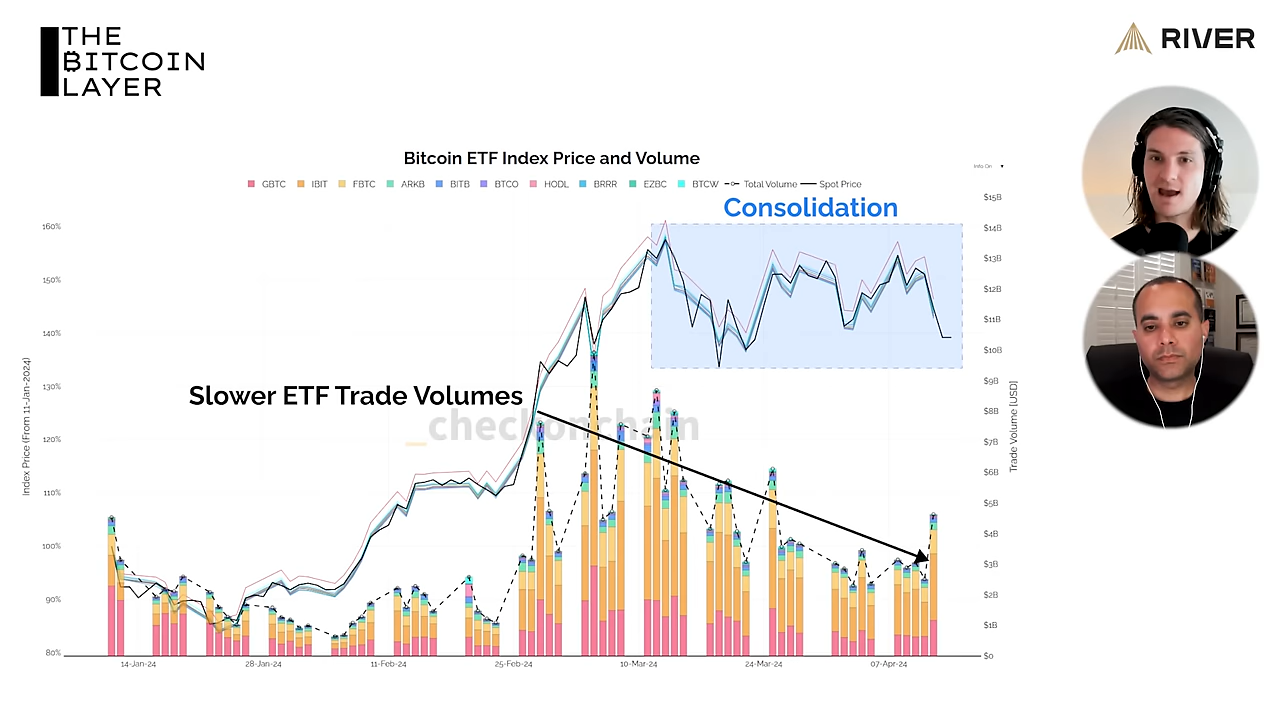 THE
BITCOIN
LAYER
RIVER
Bitcoin ETF Index Price and Volume
Info On ▼
GBTC IBIT FBTC ARKB BITB BTCO HODL BRRR EZBC BTCW Total Volume Spot Price
Consolidation
Slower ETF Trade Volumes
checkonchain
Index Price (From 11-Jan-2024)
160%
150%
140%
130%
120%
110%
100%
90%
80%
$15B
$14B
$13B
$12B
$11B
$10B
$9B
$8B
$7B
$6B
$5B
$4B
$3B
$2B
$1B
$0
Trade Volume [USD]
14-Jan-24 28-Jan-24 11-Feb-24 25-Feb-24 10-Mar-24 24-Mar-24 07-Apr-24